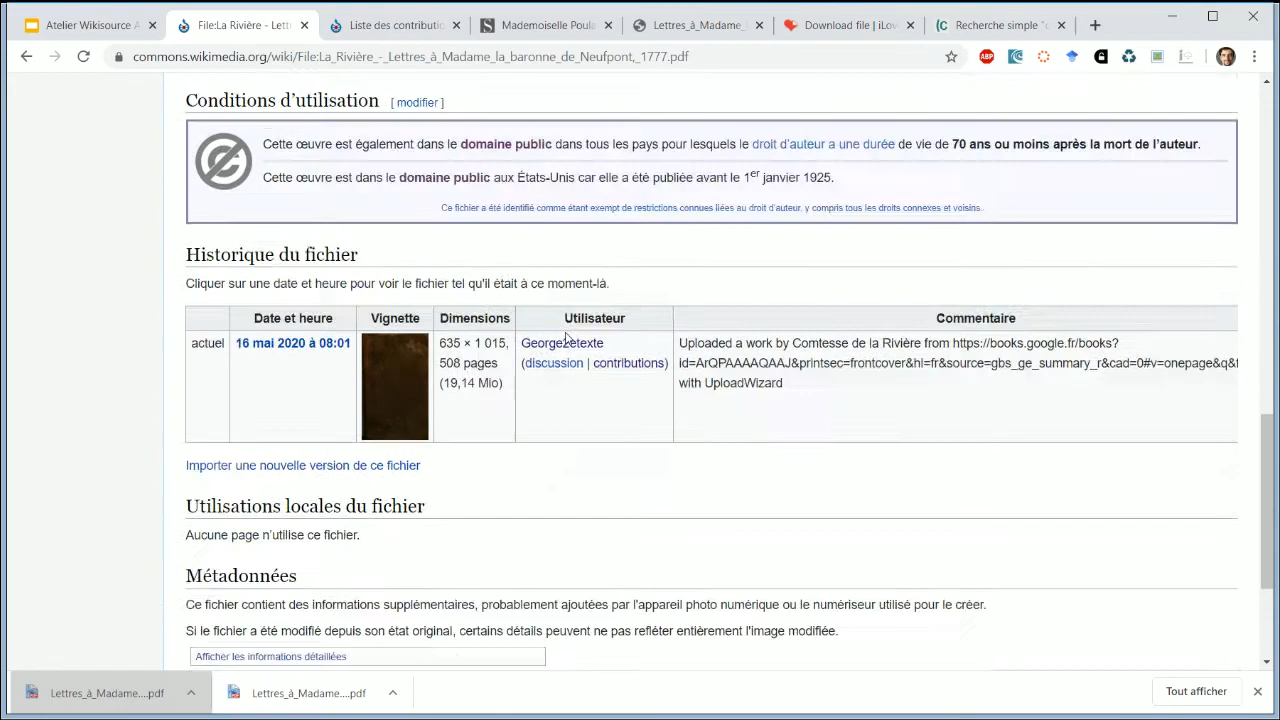 Atelier Wikisource A
File:La Rivière - Lettr
Liste des contributio
Mademoiselle Poula
Lettres_à_Madame_
Download file | iLov
Recherche simple "c
commons.wikimedia.org/wiki/File:La_Rivière_-_Lettres_à_Madame_la_baronne_de_Neufpont,_1777.pdf
Conditions d'utilisation [ modifier ]
Cette œuvre est également dans le domaine public dans tous les pays pour lesquels le droit d'auteur a une durée de vie de 70 ans ou moins après la mort de l'auteur.
Cette œuvre est dans le domaine public aux États-Unis car elle a été publiée avant le 1er janvier 1925.
Ce fichier a été identifié comme étant exempt de restrictions connues liées au droit d'auteur, y compris tous les droits connexes et voisins.
Historique du fichier
Cliquer sur une date et heure pour voir le fichier tel qu'il était à ce moment-là.
Date et heure Vignette Dimensions Utilisateur Commentaire
actuel 16 mai 2020 à 08:01 635 × 1 015, Georgezetexte Uploaded a work by Comtesse de la Rivière from https://books.google.fr/books?
508 pages (discussion | contributions) id=ArQPAAAAQAAJ&printsec=frontcover&hl=fr&source=gbs_ge_summary_r&cad=0#v=onepage&q&f
(19,14 Mio) with UploadWizard
Importer une nouvelle version de ce fichier
Utilisations locales du fichier
Aucune page n'utilise ce fichier.
Métadonnées
Ce fichier contient des informations supplémentaires, probablement ajoutées par l'appareil photo numérique ou le numériseur utilisé pour le créer.
Si le fichier a été modifié depuis son état original, certains détails peuvent ne pas refléter entièrement l'image modifiée.
Afficher les informations détaillées
Lettres_à_Madame....pdf
Lettres_à_Madame....pdf
Tout afficher